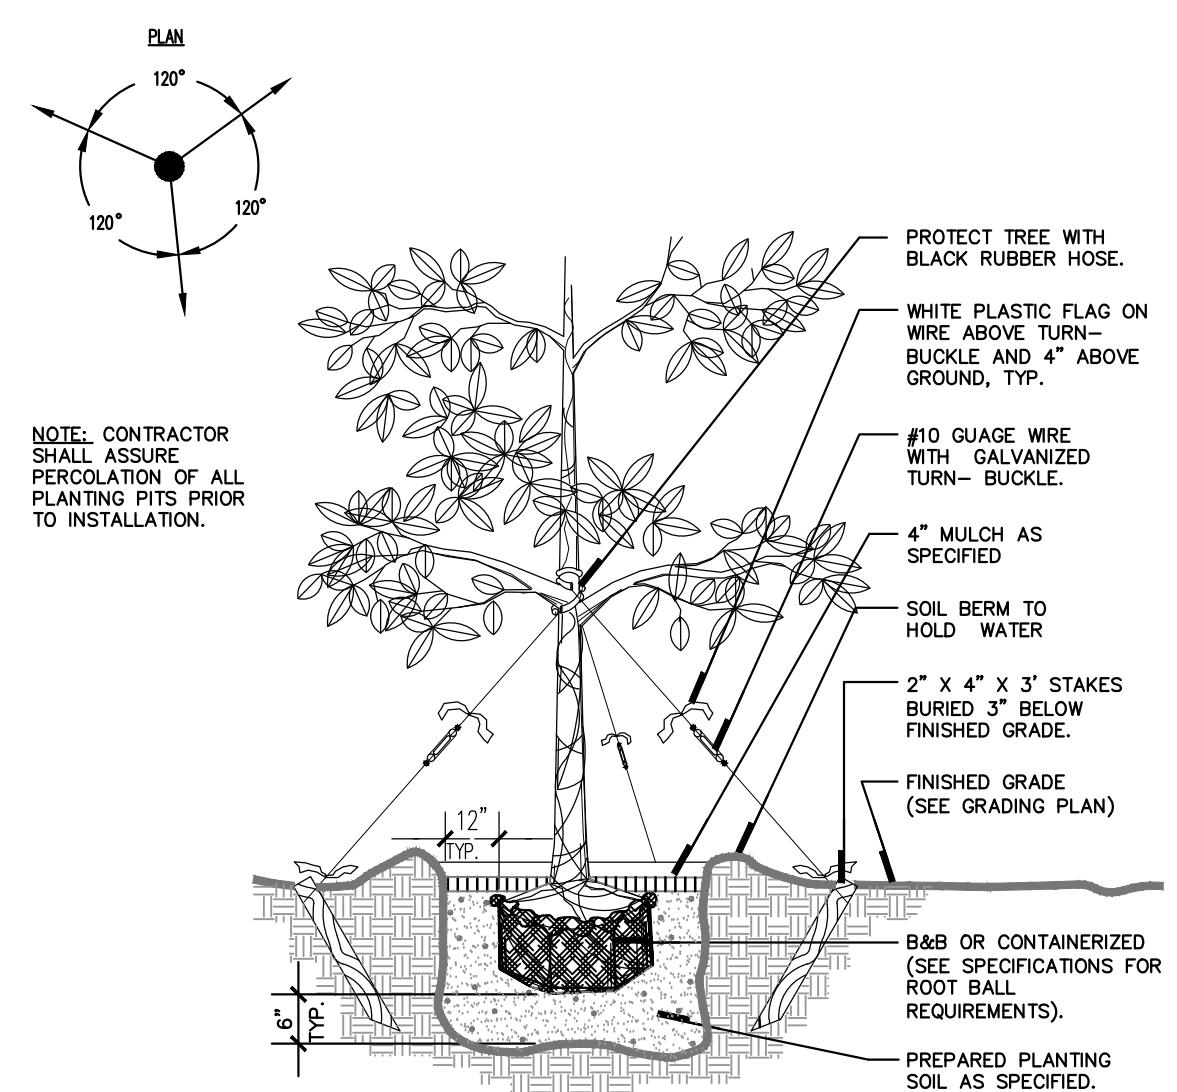 PLAN
120°
120°
120°
NOTE: CONTRACTOR
SHALL ASSURE
PERCOLATION OF ALL
PLANTING PITS PRIOR
TO INSTALLATION.
PROTECT TREE WITH
BLACK RUBBER HOSE.
WHITE PLASTIC FLAG ON
WIRE ABOVE TURN-
BUCKLE AND 4" ABOVE
GROUND, TYP.
#10 GUAGE WIRE
WITH GALVANIZED
TURN- BUCKLE.
4" MULCH AS
SPECIFIED
SOIL BERM TO
HOLD WATER
2" X 4" X 3' STAKES
BURIED 3" BELOW
FINISHED GRADE.
FINISHED GRADE
(SEE GRADING PLAN)
12"
TYP.
B&B OR CONTAINERIZED
(SEE SPECIFICATIONS FOR
ROOT BALL
REQUIREMENTS).
6"
TYP.
PREPARED PLANTING
SOIL AS SPECIFIED.